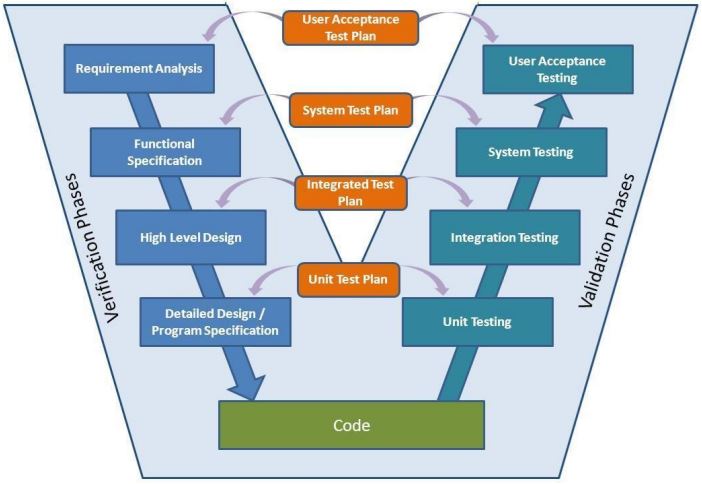 User Acceptance
Test Plan
Requirement Analysis
User Acceptance
Testing
System Test Plan
Functional
Specification
System Testing
Integrated Test
Plan
High Level Design
Integration Testing
Verification Phases
Validation Phases
Unit Test Plan
Detailed Design /
Program Specification
Unit Testing
Code